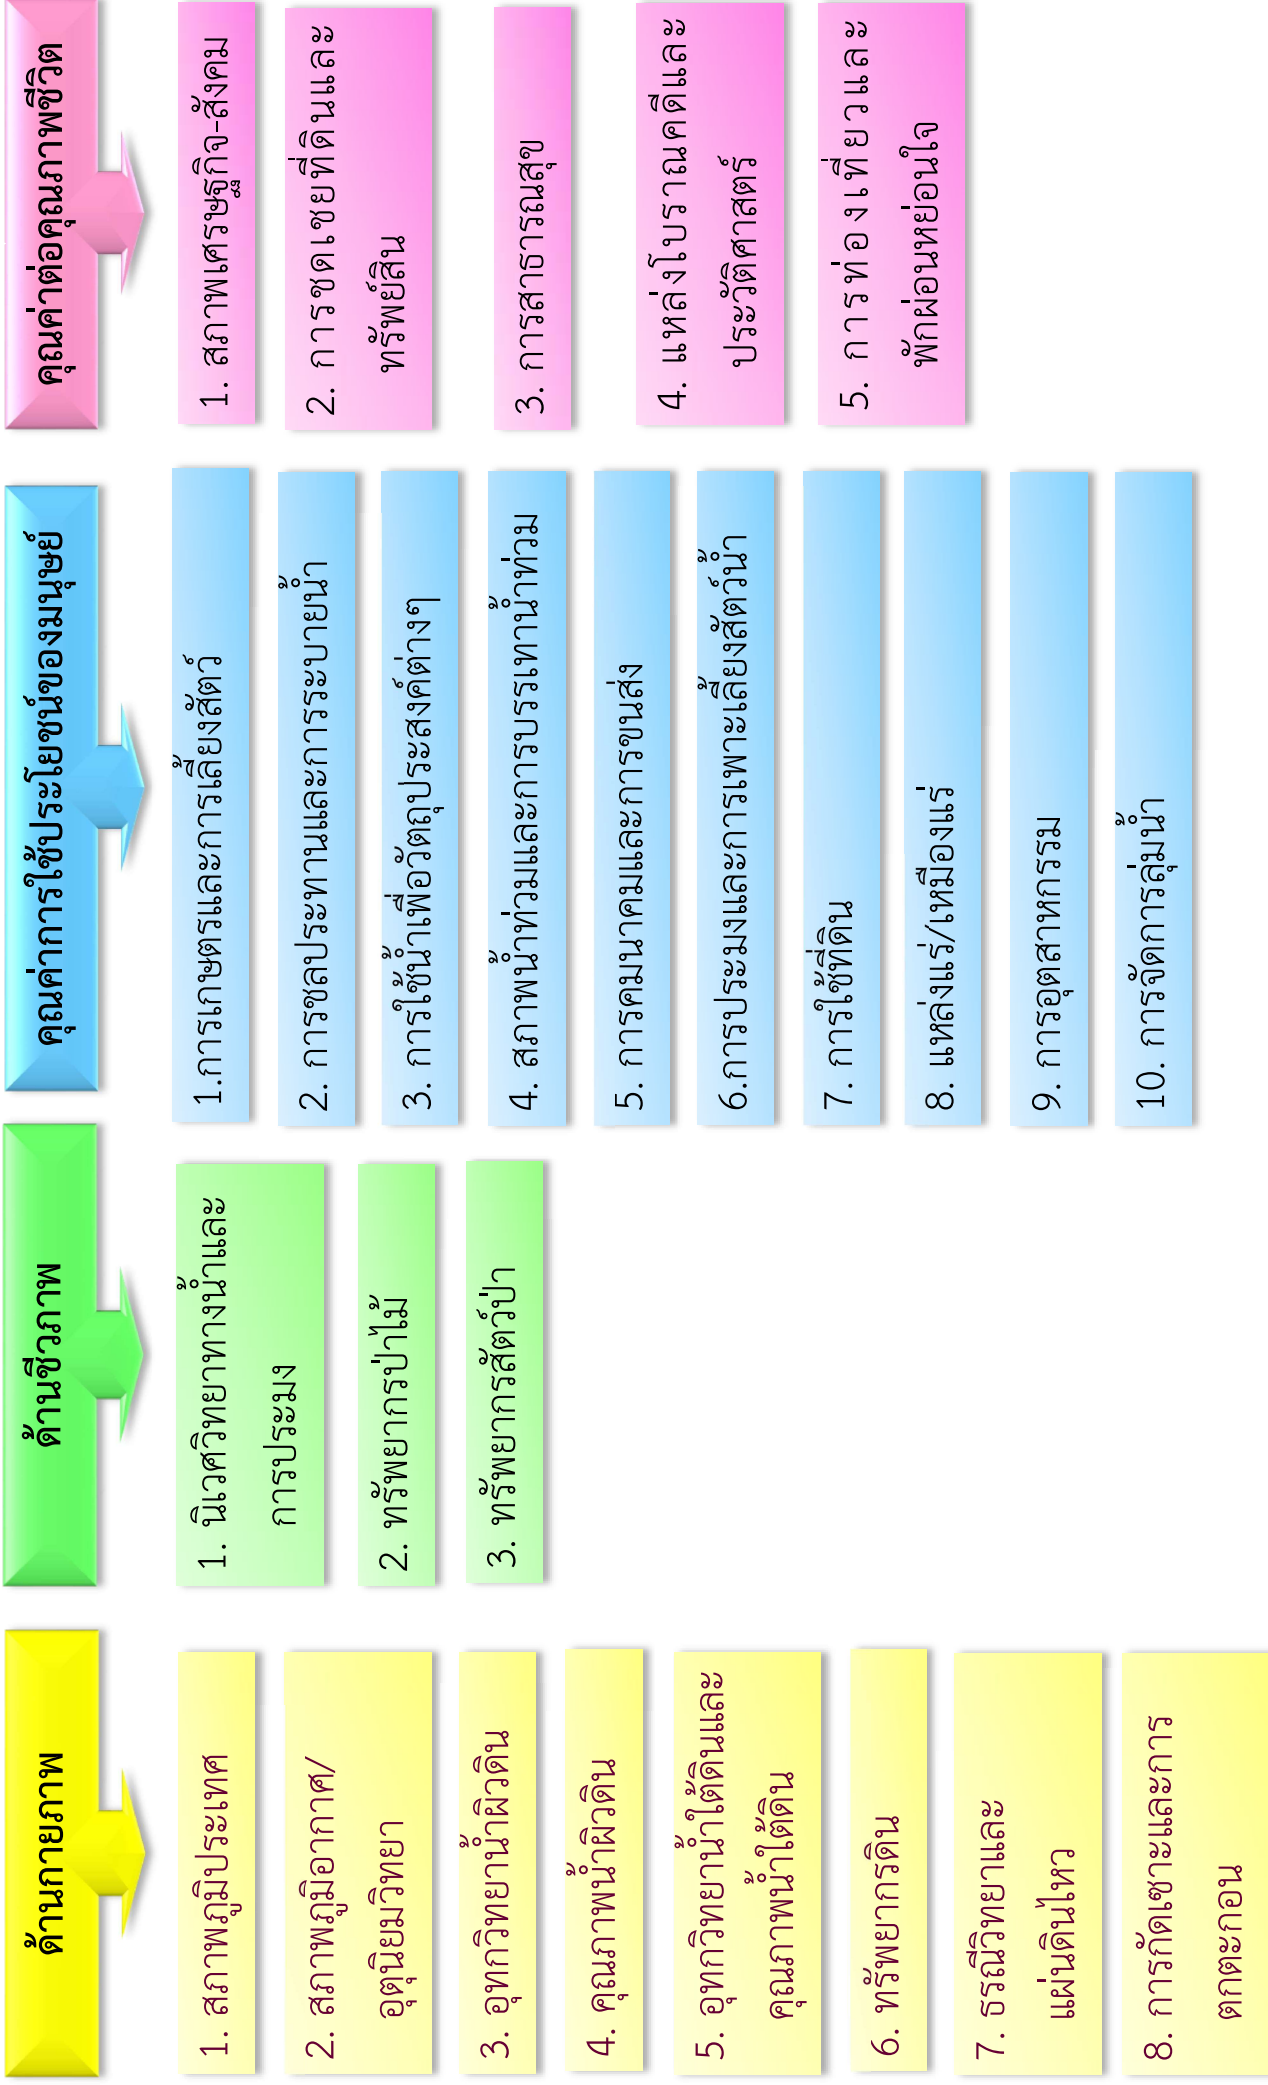 ด้านกายภาพ
1. สภาพภูมิประเทศ
2. สภาพภูมิอากาศ/
อุตุนิยมวิทยา
3. อุทกวิทยาน้ำผิวดิน
4. คุณภาพน้ำผิวดิน
5. อุทกวิทยาน้ำใต้ดินและ
คุณภาพน้ำใต้ดิน
6. ทรัพยากรดิน
7. ธรณีวิทยาและ
แผ่นดินไหว
8. การกัดเซาะและการ
ตกตะกอน
ด้านชีวภาพ
1. นิเวศวิทยาทางน้ำและ
การประมง
2. ทรัพยากรป่าไม้
3. ทรัพยากรสัตว์ป่า
คุณค่าการใช้ประโยชน์ของมนุษย์
1.การเกษตรและการเลี้ยงสัตว์
2. การชลประทานและการระบายน้ำ
3. การใช้น้ำเพื่อวัตถุประสงค์ต่างๆ
4. สภาพน้ำท่วมและการบรรเทาน้ำท่วม
5. การคมนาคมและการขนส่ง
6.การประมงและการเพาะเลี้ยงสัตว์น้ำ
7. การใช้ที่ดิน
8. แหล่งแร่/เหมืองแร่
9. การอุตสาหกรรม
10. การจัดการลุ่มน้ำ
คุณค่าต่อคุณภาพชีวิต
1. สภาพเศรษฐกิจ-สังคม
2. การชดเชยที่ดินและ
ทรัพย์สิน
3. การสาธารณสุข
4. แหล่งโบราณคดีและ
ประวัติศาสตร์
5. การท่องเที่ยวและ
พักผ่อนหย่อนใจ